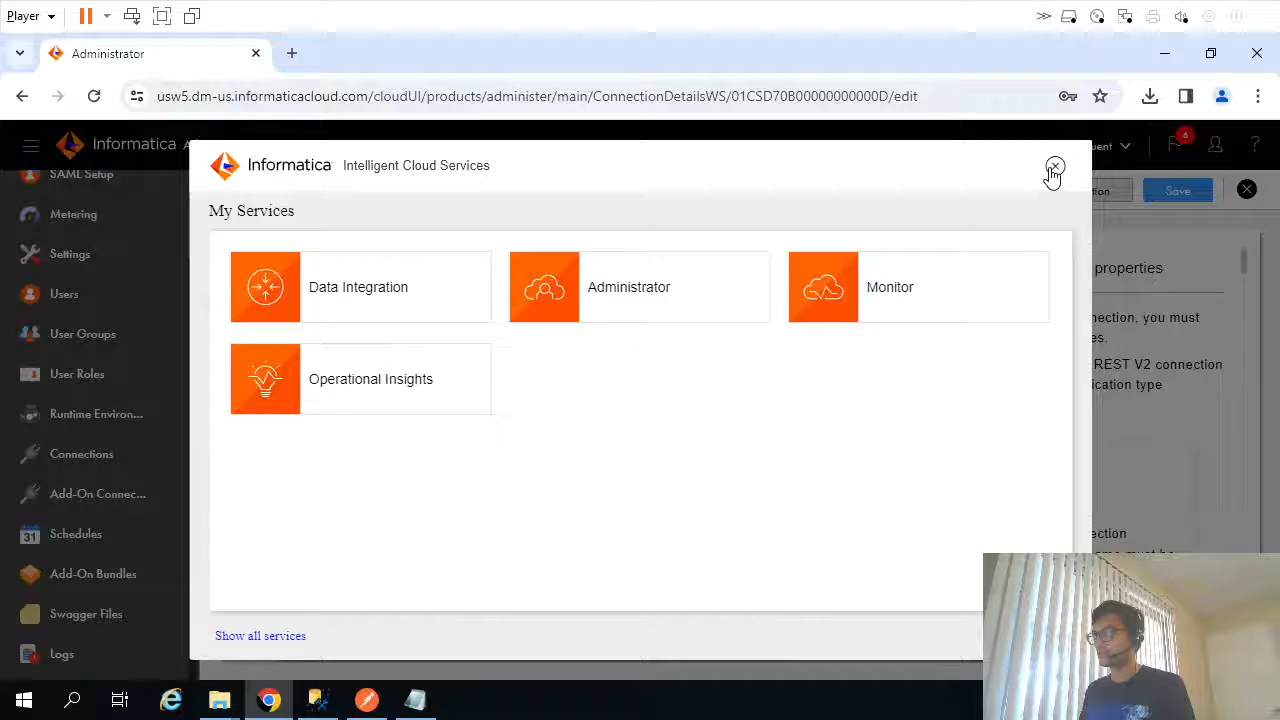 Player
Administrator
usw5.dm-us.informaticacloud.com/cloudUI/products/administer/main/ConnectionDetailsWS/01CSD70B00000000000D/edit
Informatica
6
SAML Setup
Metering
Settings
Users
User Groups
User Roles
Runtime Environ...
Connections
Add-On Connec...
Schedules
31
Add-On Bundles
Swagger Files
Logs
Informatica Intelligent Cloud Services
My Services
Data Integration
Administrator
Monitor
Operational Insights
Show all services
Save
properties
nection, you must
es.
REST V2 connection
ication type
ection